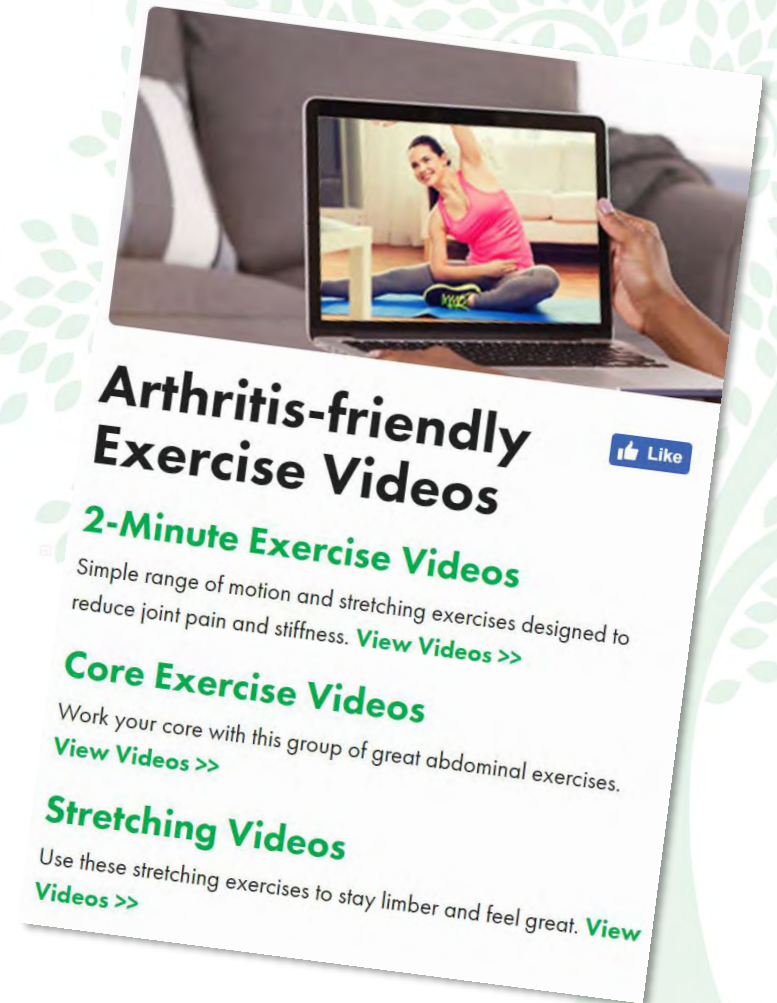 Arthritis-friendly
Exercise Videos
Like
2-Minute Exercise Videos
Simple range of motion and stretching exercises designed to
reduce joint pain and stiffness. View Videos >>
Core Exercise Videos
Work your core with this group of great abdominal exercises.
View Videos >>
Stretching Videos
Use these stretching exercises to stay limber and feel great. View
Videos >>